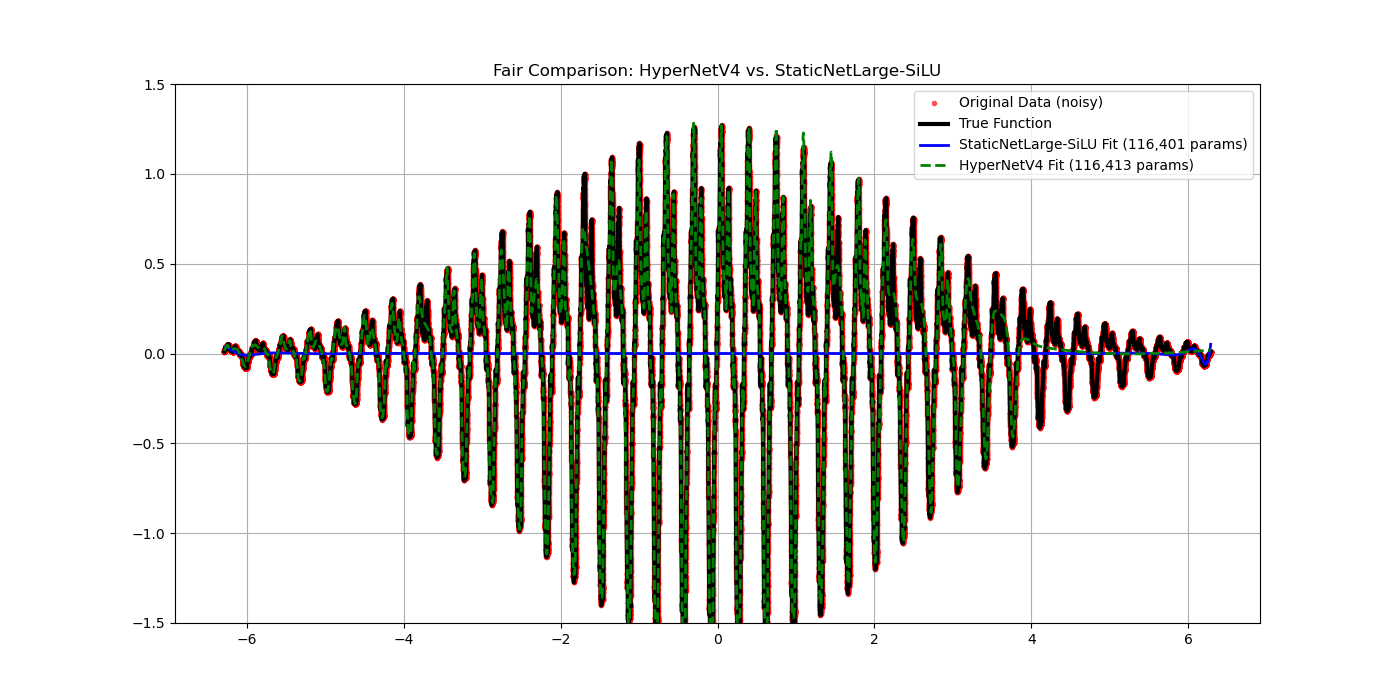 Fair Comparison: HyperNetV4 vs. StaticNetLarge-SiLU
1.5
1.0
0.5
0.0
−0.5
−1.0
−1.5
Original Data (noisy)
True Function
StaticNetLarge-SiLU Fit (116,401 params)
HyperNetV4 Fit (116,413 params)
−6
−4
−2
0
2
4
6